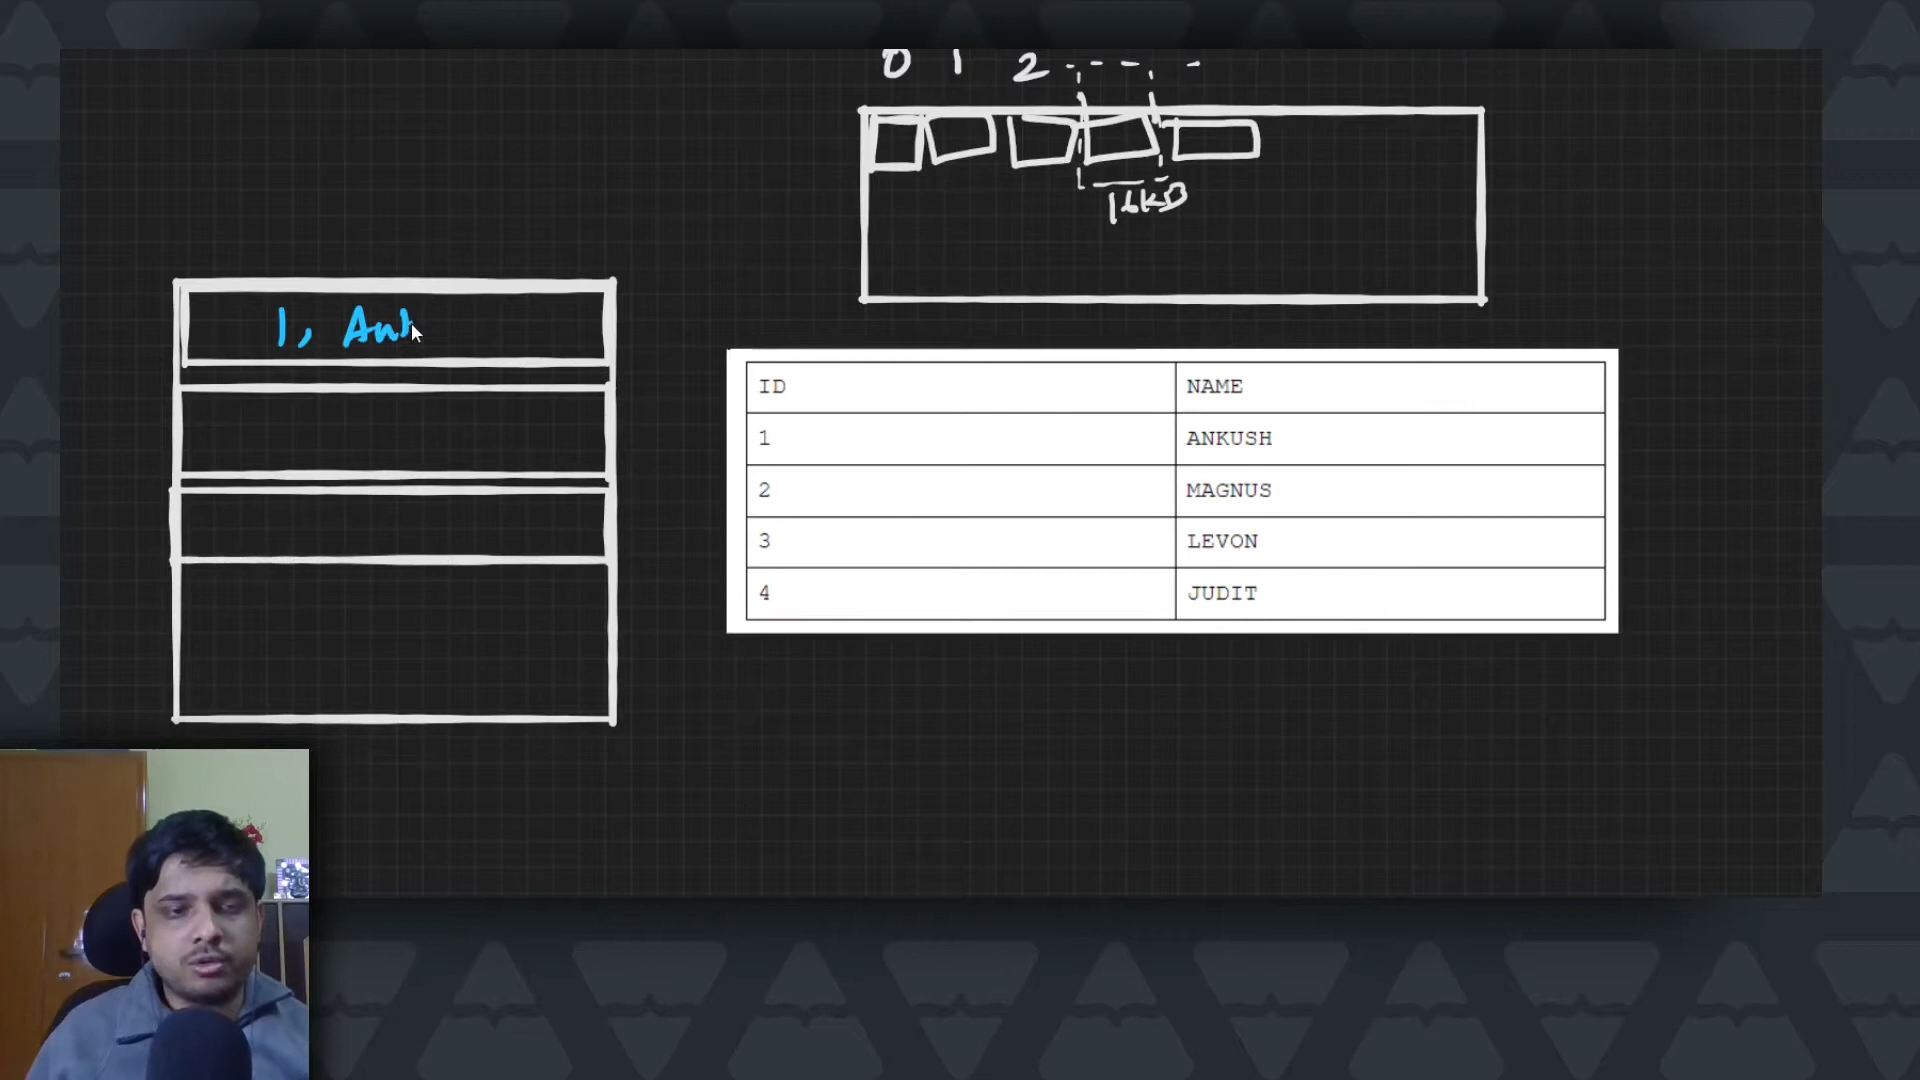 0 1 2
16KB
1, Ank
ID NAME
1 ANKUSH
2 MAGNUS
3 LEVON
4 JUDIT